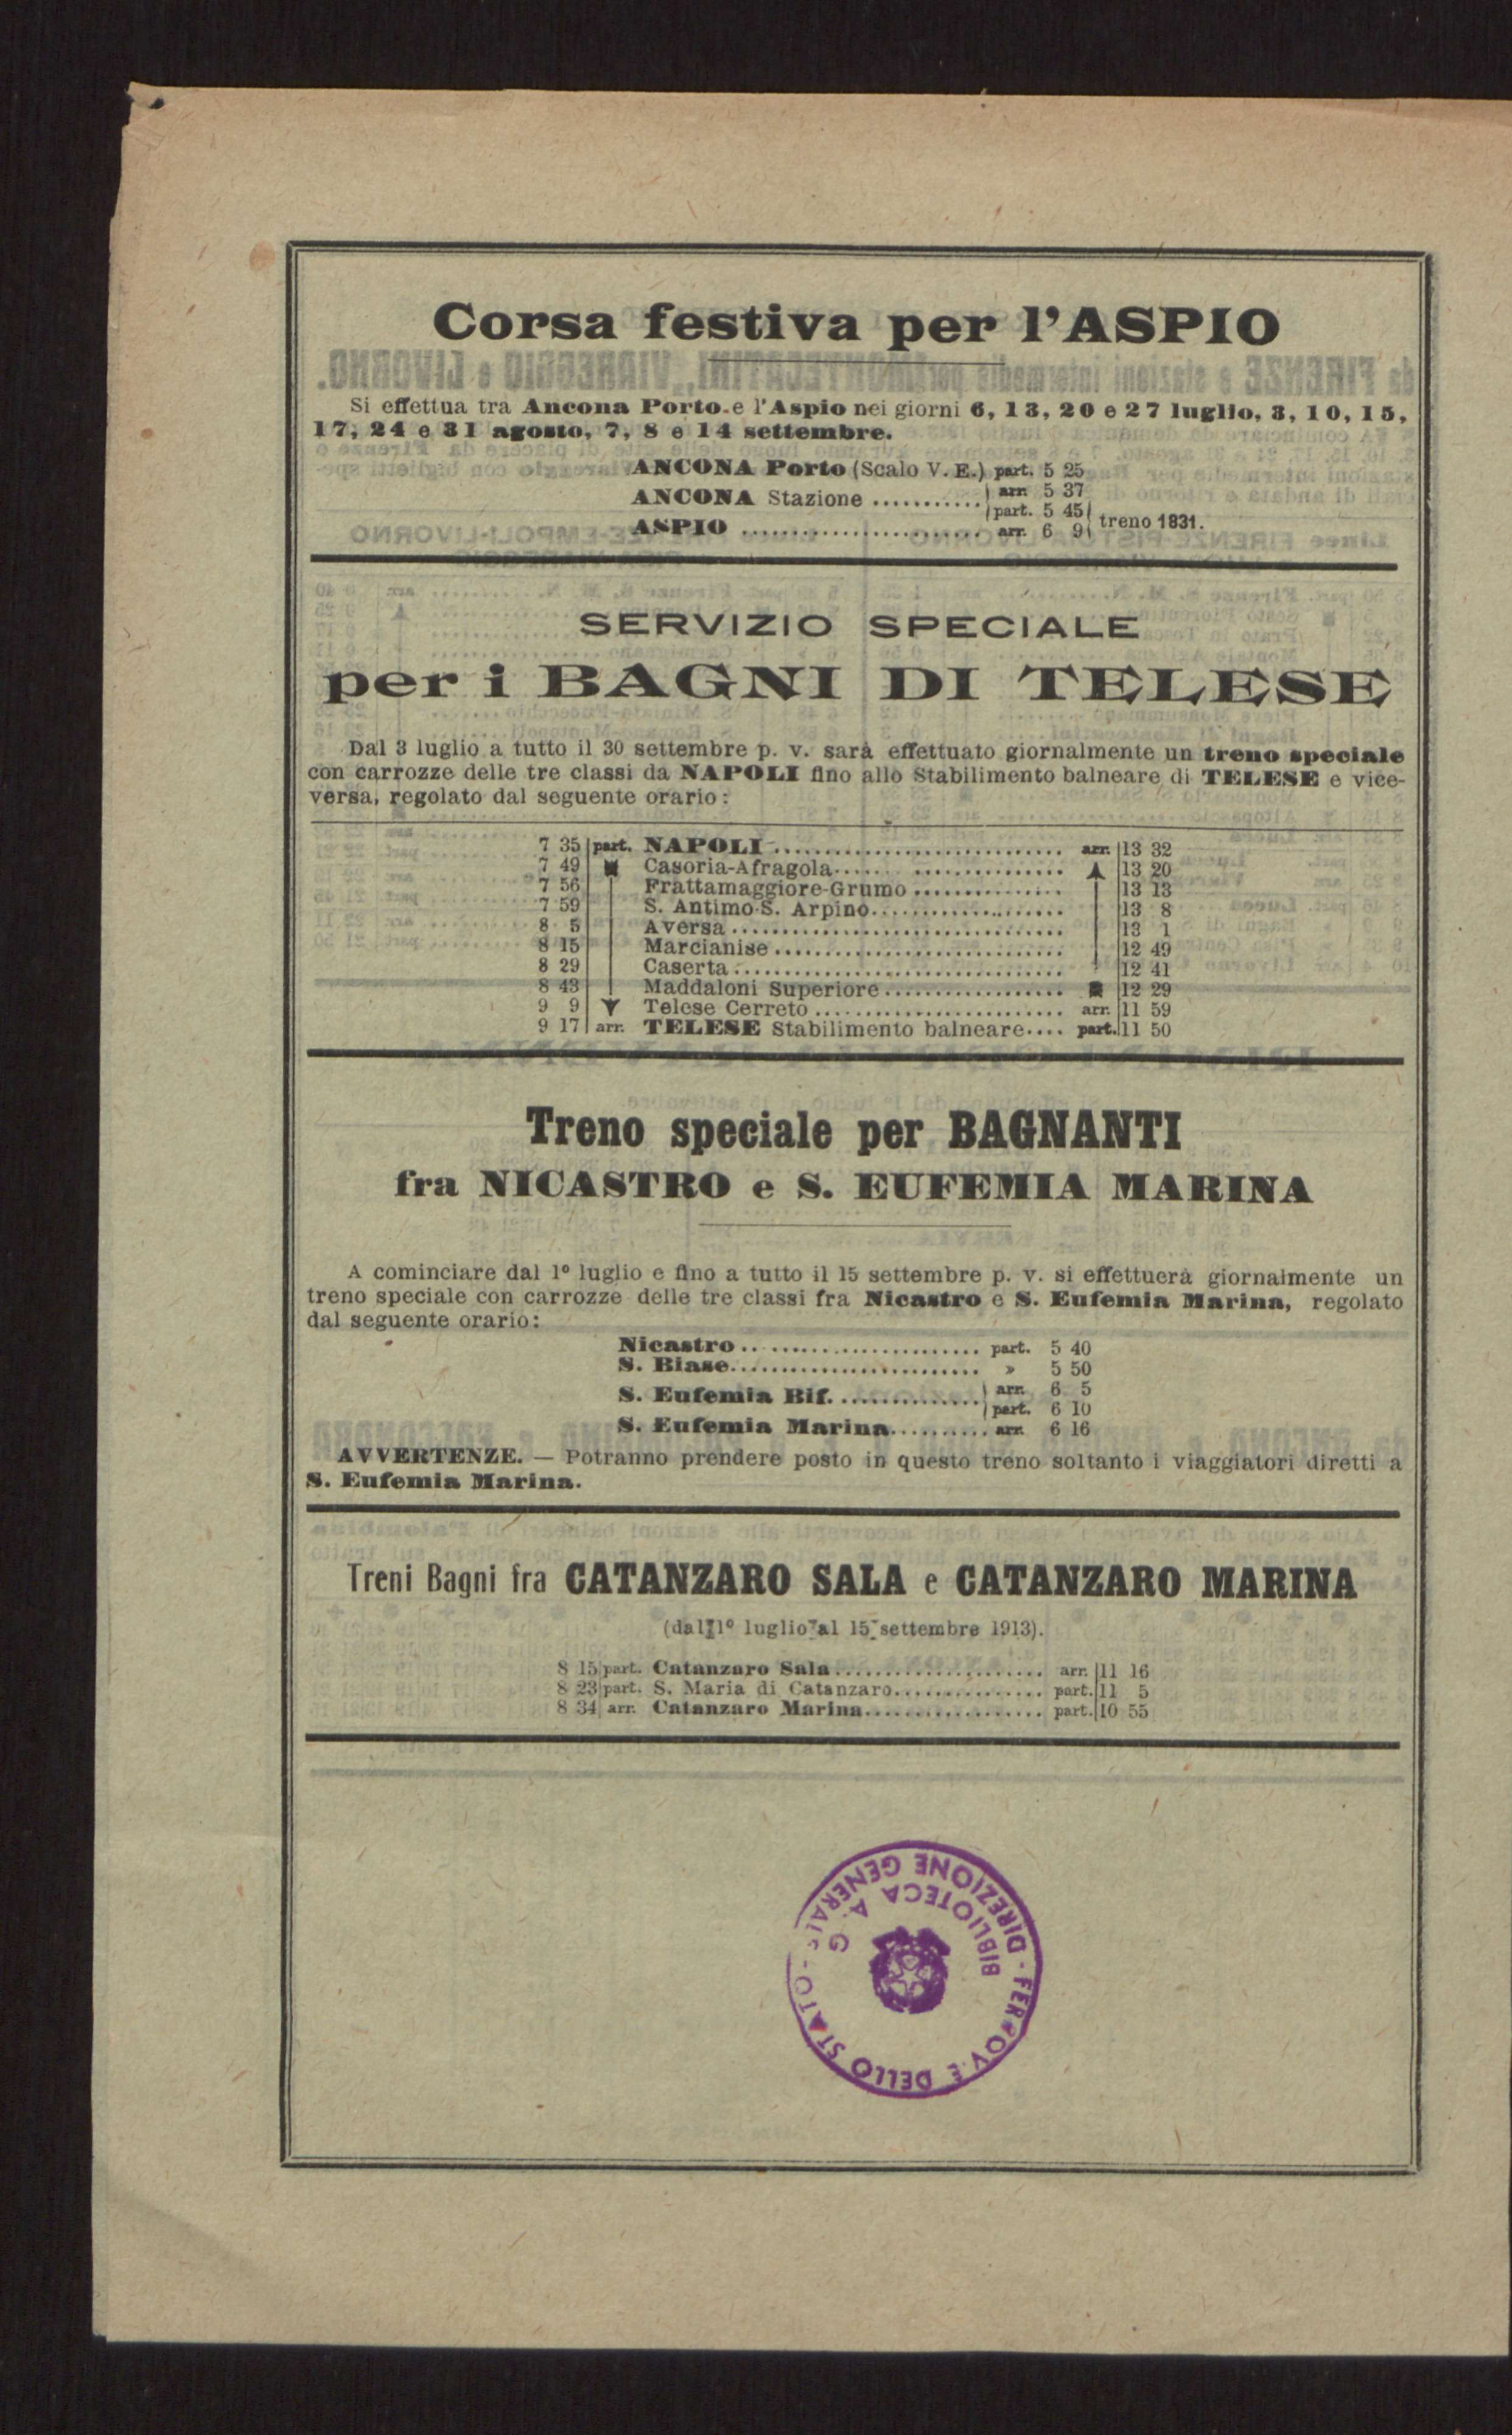 Corsa festiva per l'ASPIO
Si effettua tra Ancona Porto e l'Aspio nei giorni 6, 13, 20 e 27 luglio, 3, 10, 15,
17, 24 e 31 agosto, 7, 8 e 14 settembre.
ANCONA Porto (Scalo V. E.) part. 5 25
ANCONA Stazione ........... arr. 5 37
part. 5 45
ASPIO ........................ arr. 6 9 treno 1831.
SERVIZIO SPECIALE
per i BAGNI DI TELESE
Dal 3 luglio a tutto il 30 settembre p. v. sarà effettuato giornalmente un treno speciale
con carrozze delle tre classi da NAPOLI fino allo Stabilimento balneare di TELESE e vice-
versa, regolato dal seguente orario:
7 35 part. NAPOLI ............................. arr. 13 32
7 49 Casoria-Afragola...... ............... 13 20
7 56 Frattamaggiore-Grumo ............... 13 13
7 59 S. Antimo-S. Arpino................... 13 8
8 5 Aversa ................................. 13 1
8 15 Marcianise ............................. 12 49
8 29 Caserta ................................. 12 41
8 43 Maddaloni Superiore .................. 12 29
9 9 Telese Cerreto ......................... arr. 11 59
9 17 arr. TELESE Stabilimento balneare.... part. 11 50
Treno speciale per BAGNANTI
fra NICASTRO e S. EUFEMIA MARINA
A cominciare dal 1º luglio e fino a tutto il 15 settembre p. v. si effettuerà giornalmente un
treno speciale con carrozze delle tre classi fra Nicastro e S. Eufemia Marina, regolato
dal seguente orario:
Nicastro ........................ part. 5 40
S. Biase......................... » 5 50
S. Eufemia Bif. ............... arr. 6 5
part. 6 10
S. Eufemia Marina.......... arr. 6 16
AVVERTENZE. — Potranno prendere posto in questo treno soltanto i viaggiatori diretti a
S. Eufemia Marina.
Treni Bagni fra CATANZARO SALA e CATANZARO MARINA
(dal 1º luglio al 15 settembre 1913).
8 15 part. Catanzaro Sala..................... arr. 11 16
8 23 part. S. Maria di Catanzaro............... part. 11 5
8 34 arr. Catanzaro Marina.................. part. 10 55
FERROVIE DELLO STATO - DIREZIONE GENERALE -
BIBLIOTECA A. G